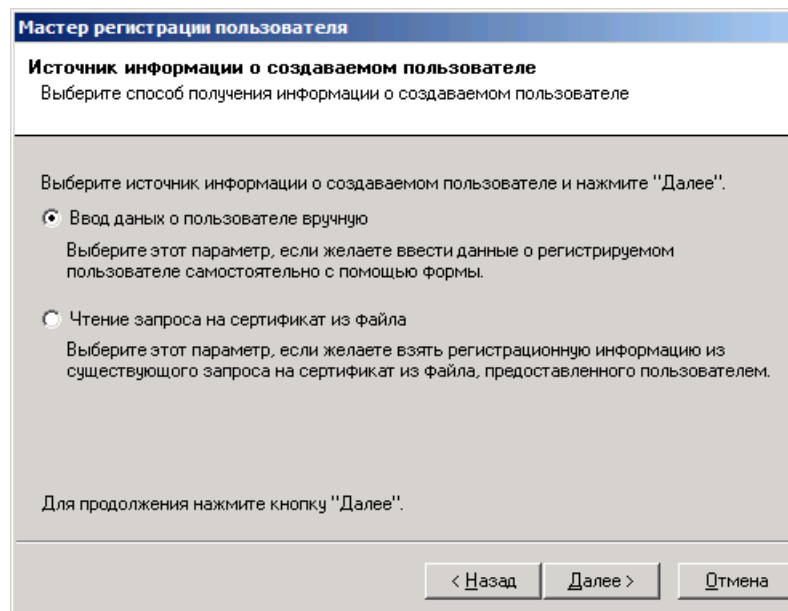 Мастер регистрации пользователя
Источник информации о создаваемом пользователе
Выберите способ получения информации о создаваемом пользователе
Выберите источник информации о создаваемом пользователе и нажмите "Далее".
Ввод даных о пользователе вручную
Выберите этот параметр, если желаете ввести данные о регистрируемом
пользователе самостоятельно с помощью формы.
Чтение запроса на сертификат из файла
Выберите этот параметр, если желаете взять регистрационную информацию из
существующего запроса на сертификат из файла, предоставленного пользователем.
Для продолжения нажмите кнопку "Далее".
< Назад Далее > Отмена